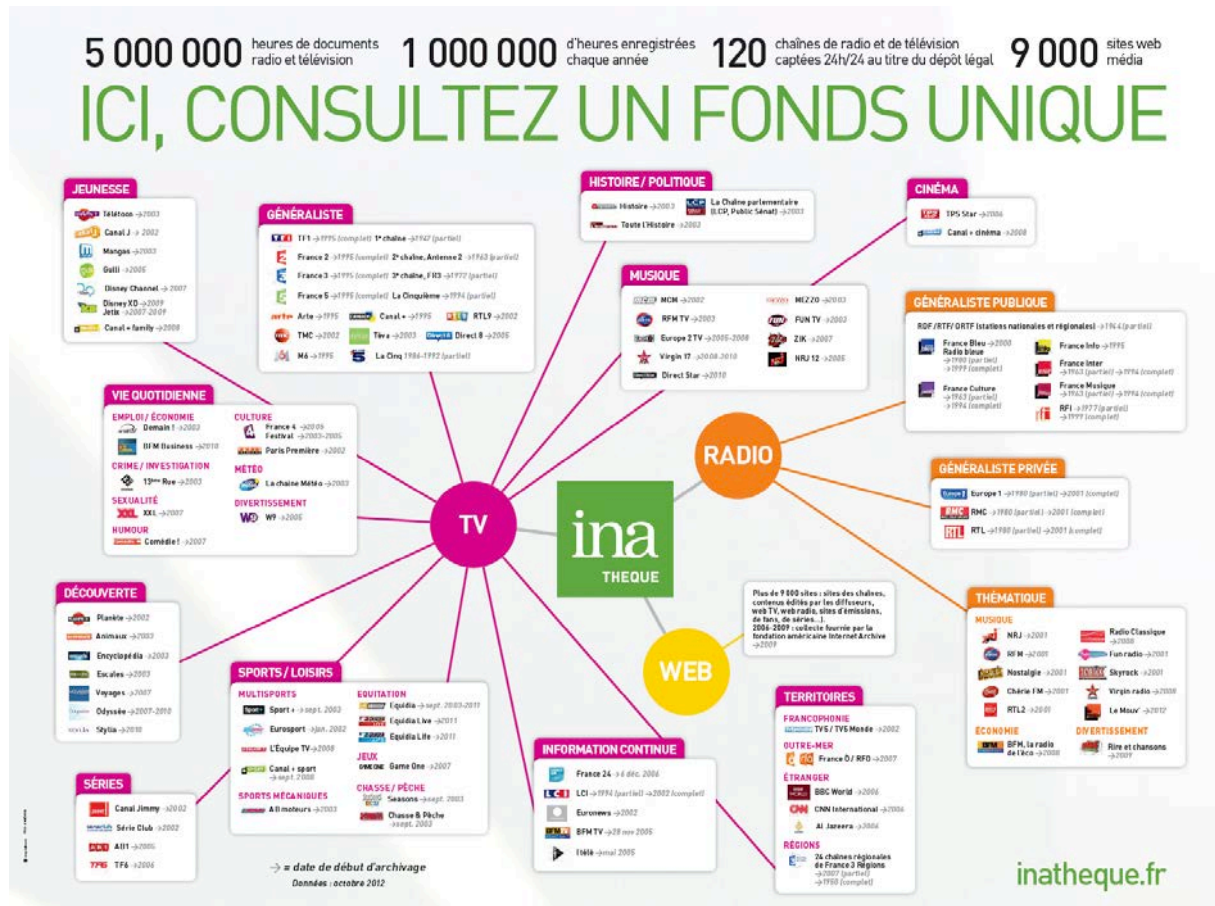 5 000 000 heures de documents
radio et télévision
1 000 000 d'heures enregistrées
chaque année
120 chaînes de radio et de télévision
captées 24h/24 au titre du dépôt légal
9 000 sites web
média
ICI, CONSULTEZ UN FONDS UNIQUE
JEUNESSE
Télétoon →2003
Canal J → 2002
Mangas →2003
Gulli →2005
Disney Channel →2007
Disney XD →2009
Jetix →2007-2009
Canal + family →2008
GÉNÉRALISTE
TF1 →1995 (complet) 1e chaîne →1947 (partiel)
France 2 →1995 (complet) 2e chaîne, Antenne 2 →1963 (partiel)
France 3 →1995 (complet) 3e chaîne, FR3 →1972 (partiel)
France 5 →1995 (complet) La Cinquième →1994 (partiel)
Arte →1995 Canal + →1995 RTL9 →2002
TMC →2002 Téva →2003 Direct 8 →2005
M6 →1995 La Cinq 1986-1992 (partiel)
HISTOIRE / POLITIQUE
Histoire →2003
Toute l'Histoire →2003
La Chaîne parlementaire
(LCP, Public Sénat) →2003
CINÉMA
TPS Star →2006
Canal + cinéma →2008
MUSIQUE
MCM →2002 MEZZO →2003
RFM TV →2003 FUN TV →2003
Europe 2 TV →2005-2008 ZIK →2007
Virgin 17 →2008-2010 NRJ 12 →2005
Direct Star →2010
GÉNÉRALISTE PUBLIQUE
RDF /RTF/ ORTF (stations nationales et régionales) →1944 (partiel)
France Bleu →2000
Radio bleue
→1980 (partiel)
→1999 (complet)
France Culture
→1963 (partiel)
→1994 (complet)
France Info →1995
France Inter
→1963 (partiel) →1994 (complet)
France Musique
→1963 (partiel) →1994 (complet)
RFI →1977 (partiel)
→1999 (complet)
VIE QUOTIDIENNE
EMPLOI / ÉCONOMIE
Demain ! →2003
BFM Business →2010
CRIME / INVESTIGATION
13ème Rue →2003
SEXUALITÉ
XXL →2007
HUMOUR
Comédie ! →2007
CULTURE
France 4 →2005
Festival →2003-2005
Paris Première →2002
MÉTÉO
La chaine Météo →2003
DIVERTISSEMENT
W9 →2005
RADIO
TV
ina
THEQUE
WEB
GÉNÉRALISTE PRIVÉE
Europe 1 →1980 (partiel) →2001 (complet)
RMC →1980 (partiel) →2001 (complet)
RTL →1980 (partiel) →2001 (complet)
Plus de 9 000 sites : sites des chaînes,
contenus édités par les diffuseurs,
web TV, web radio, sites d'émissions,
de fans, de séries...).
2006-2009 : collecte fournie par la
fondation américaine Internet Archive
→2009
DÉCOUVERTE
Planète →2002
Animaux →2003
Encyclopédia →2003
Escales →2003
Voyages →2007
Odyssée →2007-2010
Stylia →2010
THÉMATIQUE
MUSIQUE
NRJ →2001
RFM →2001
Nostalgie →2001
Chérie FM →2001
RTL2 →2001
Radio Classique
→2008
Fun radio →2001
Skyrock →2001
Virgin radio →2008
Le Mouv' →2012
ÉCONOMIE
BFM, la radio
de l'éco →2008
DIVERTISSEMENT
Rire et chansons
→2001
SPORTS / LOISIRS
MULTISPORTS
Sport + →sept. 2003
Eurosport →jan. 2002
L'Équipe TV →2008
Canal + sport
→sept. 2008
SPORTS MÉCANIQUES
AB moteurs →2003
EQUITATION
Equidia →sept. 2003-2011
Equidia Live →2011
Equidia Life →2011
JEUX
Game One →2007
CHASSE / PÊCHE
Seasons →sept. 2003
Chasse & Pêche
→sept. 2003
SÉRIES
Canal Jimmy →2002
Série Club →2002
AB1 →2005
TF6 →2006
INFORMATION CONTINUE
France 24 →6 déc. 2006
LCI →1994 (partiel) →2002 (complet)
Euronews →2002
BFM TV →28 nov 2005
Itélé →mai 2005
TERRITOIRES
FRANCOPHONIE
TV5 / TV5 Monde →2002
OUTRE-MER
France Ô / RFO →2007
ÉTRANGER
BBC World →2006
CNN International →2006
Al Jazeera →2006
RÉGIONS
24 chaînes régionales
de France 3 Régions
→2007 (partiel)
→1950 (complet)
→ = date de début d'archivage
Données : octobre 2012
inatheque.fr